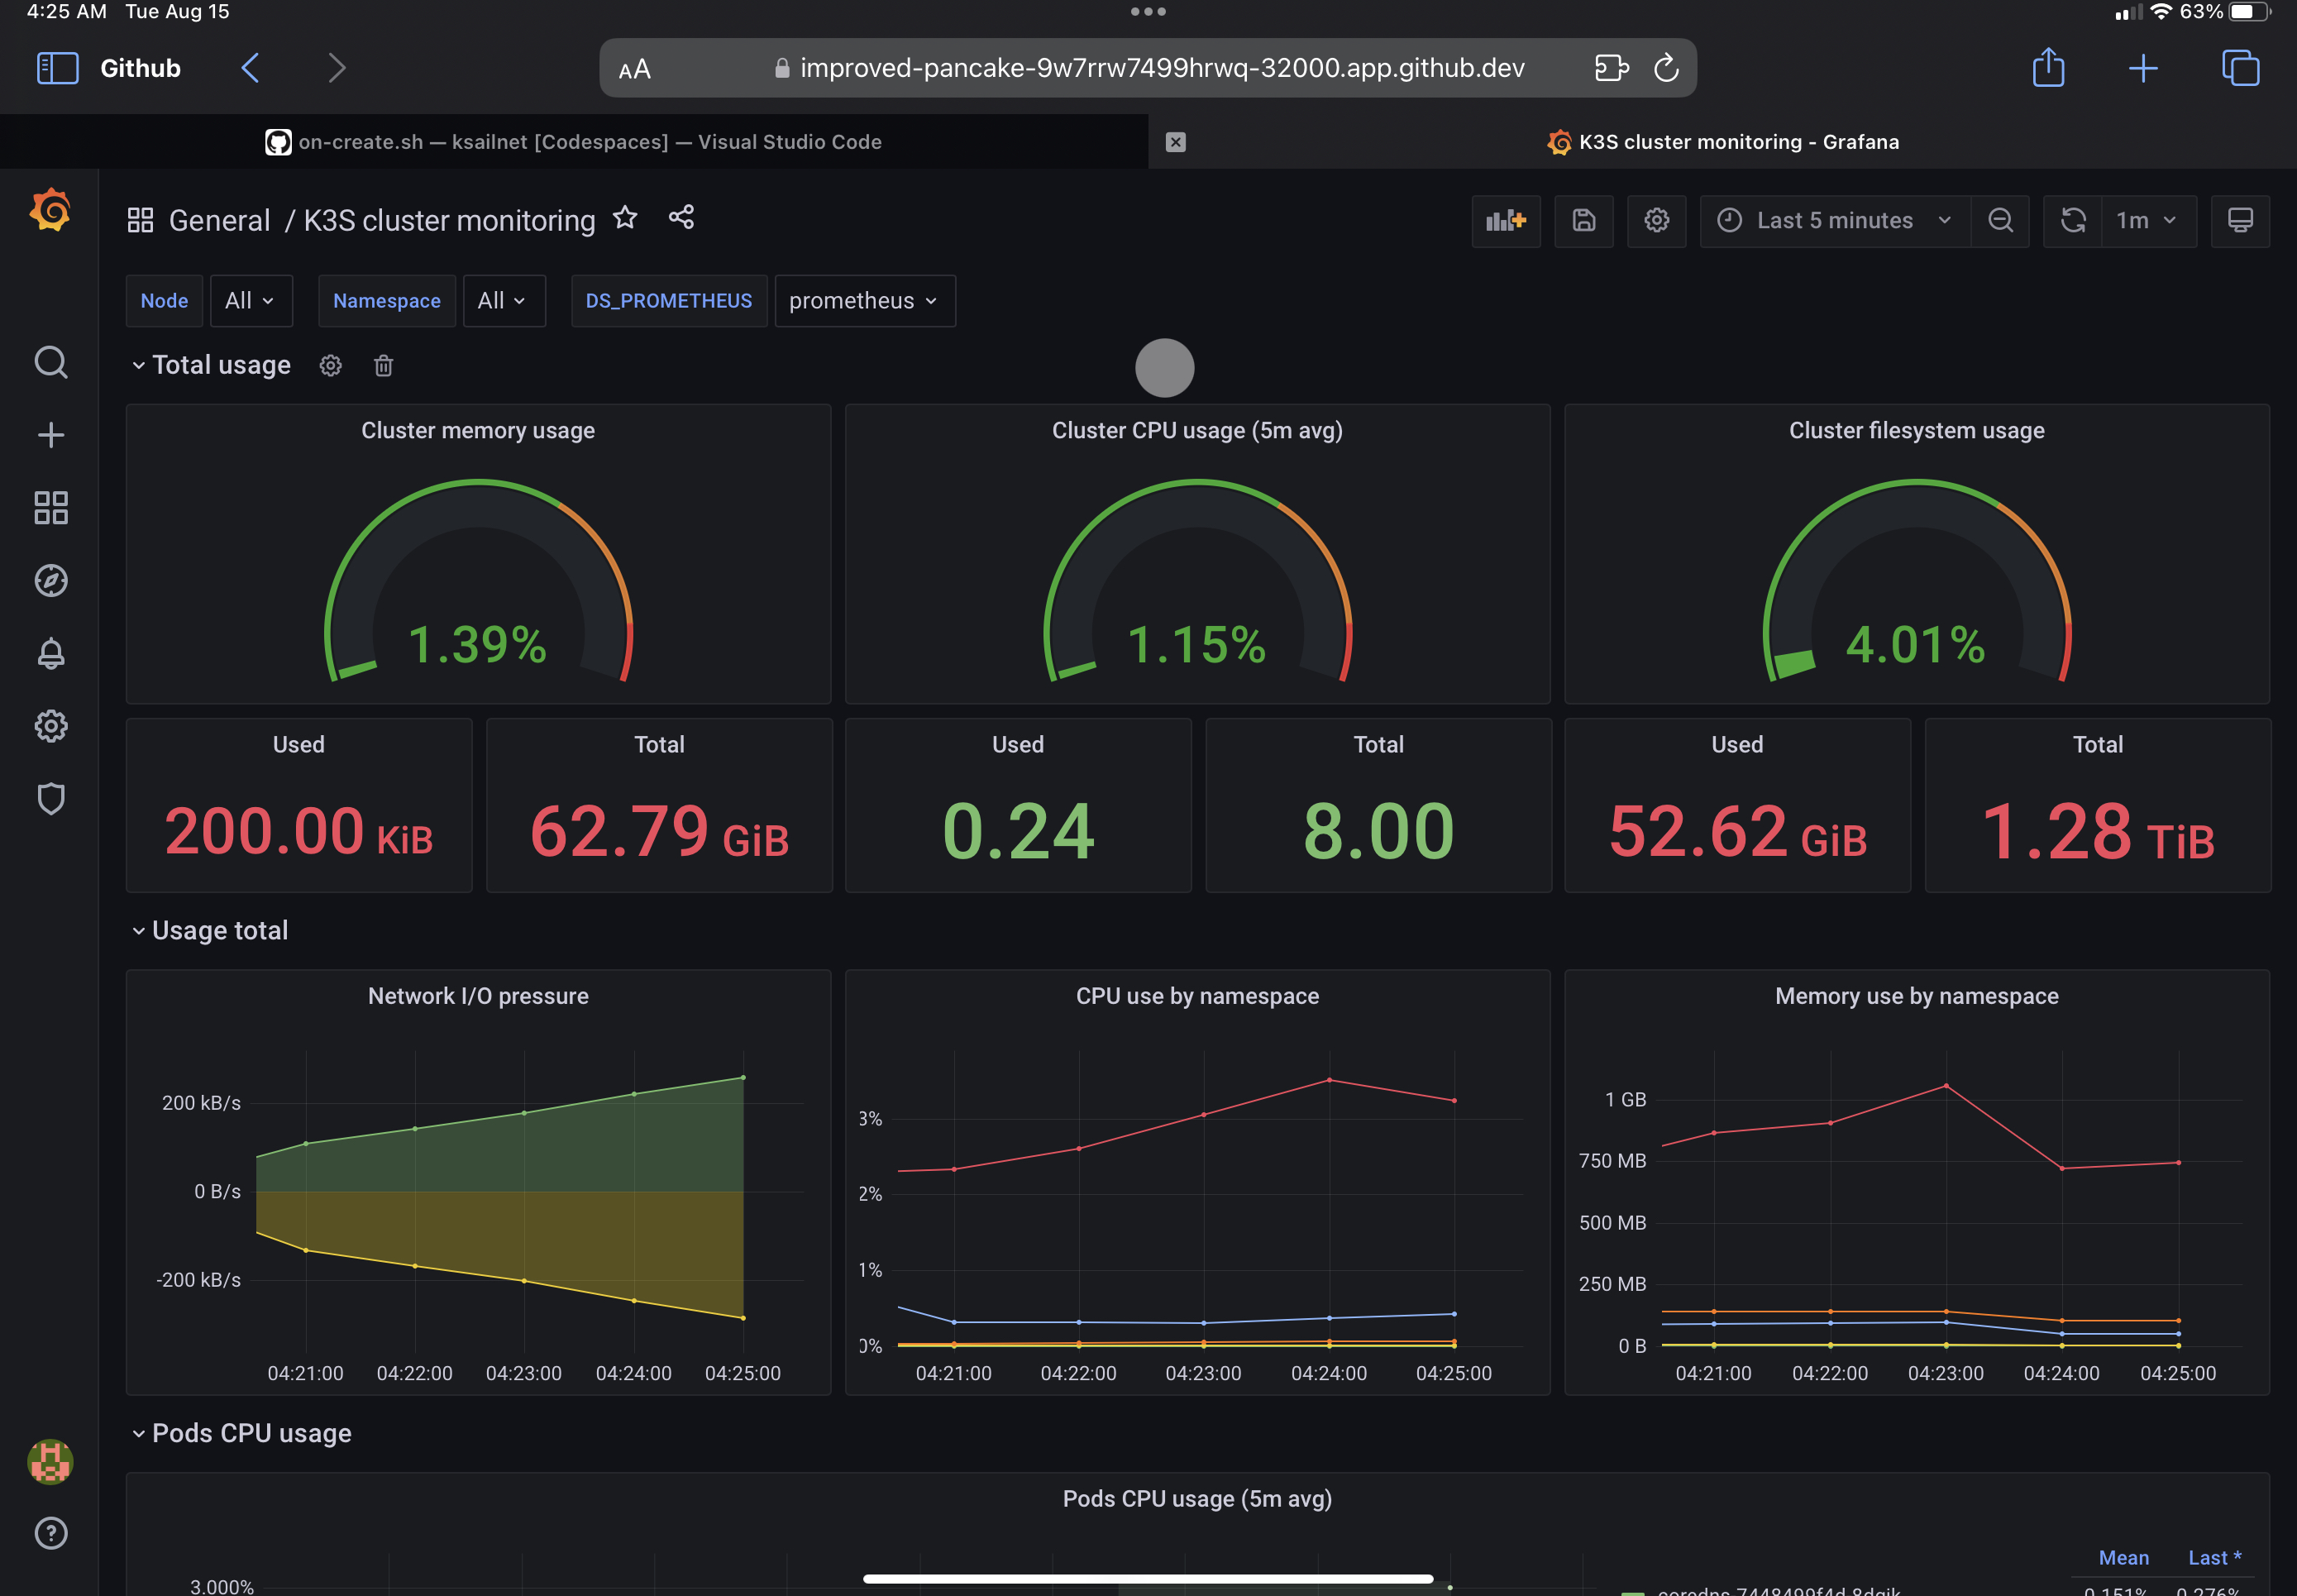 4:25 AM Tue Aug 15
63%
Github
AA
improved-pancake-9w7rrw7499hrwq-32000.app.github.dev
on-create.sh — ksailnet [Codespaces] — Visual Studio Code
K3S cluster monitoring - Grafana
General / K3S cluster monitoring
Last 5 minutes
1m
Node All Namespace All DS_PROMETHEUS prometheus
Total usage
Cluster memory usage
1.39%
Cluster CPU usage (5m avg)
1.15%
Cluster filesystem usage
4.01%
Used
200.00 KiB
Total
62.79 GiB
Used
0.24
Total
8.00
Used
52.62 GiB
Total
1.28 TiB
Usage total
Network I/O pressure
200 kB/s
0 B/s
-200 kB/s
04:21:00 04:22:00 04:23:00 04:24:00 04:25:00
CPU use by namespace
3%
2%
1%
0%
04:21:00 04:22:00 04:23:00 04:24:00 04:25:00
Memory use by namespace
1 GB
750 MB
500 MB
250 MB
0 B
04:21:00 04:22:00 04:23:00 04:24:00 04:25:00
Pods CPU usage
Pods CPU usage (5m avg)
Mean Last *
3.000%
0.151% 0.276%